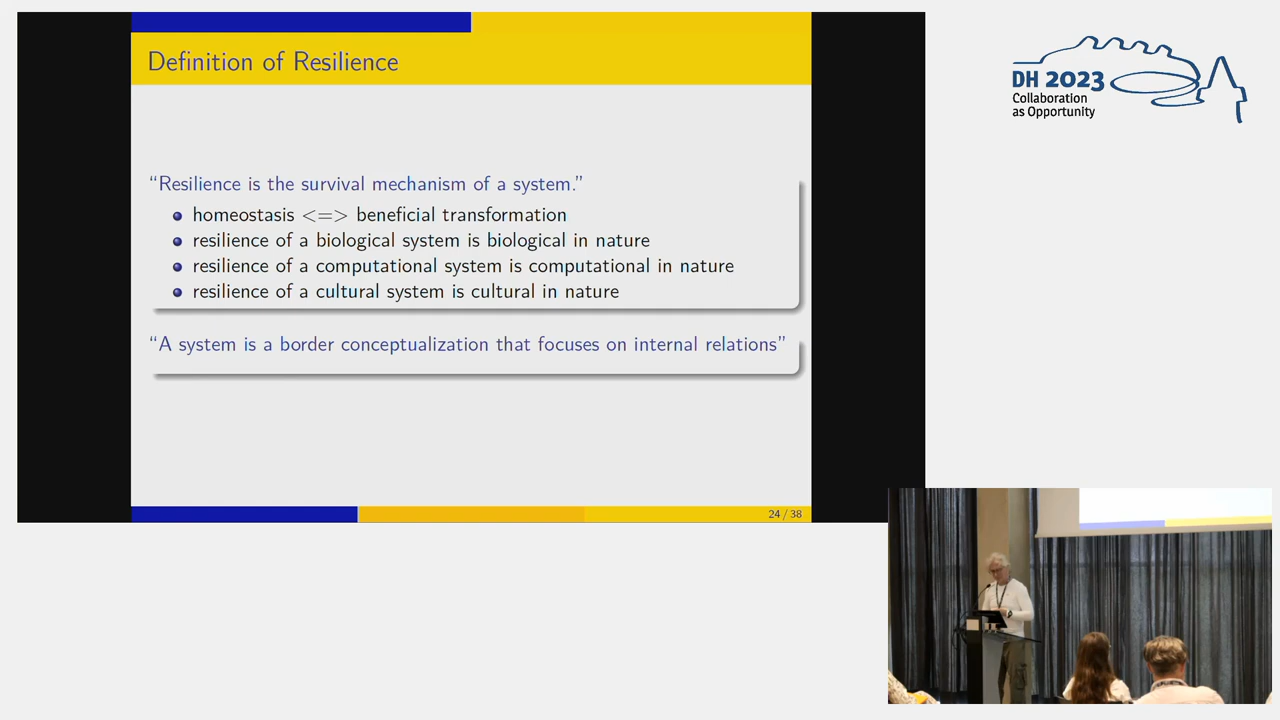 Definition of Resilience
“Resilience is the survival mechanism of a system.”
homeostasis <=> beneficial transformation
resilience of a biological system is biological in nature
resilience of a computational system is computational in nature
resilience of a cultural system is cultural in nature
“A system is a border conceptualization that focuses on internal relations”
24 / 38
DH 2023
Collaboration
as Opportunity